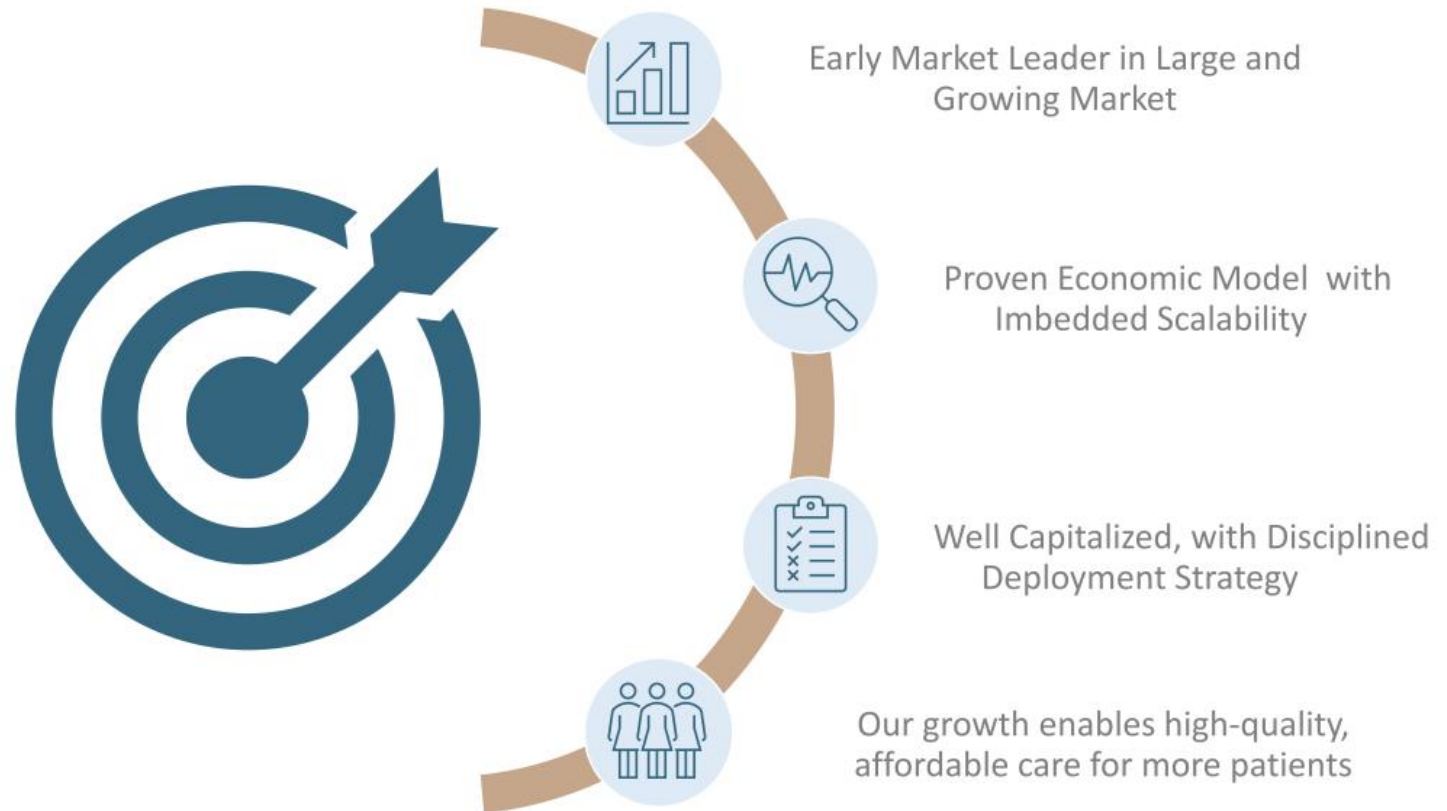 Early Market Leader in Large and
Growing Market
Proven Economic Model  with
Imbedded Scalability
Well Capitalized, with Disciplined
Deployment Strategy
Our growth enables high-quality,
affordable care for more patients